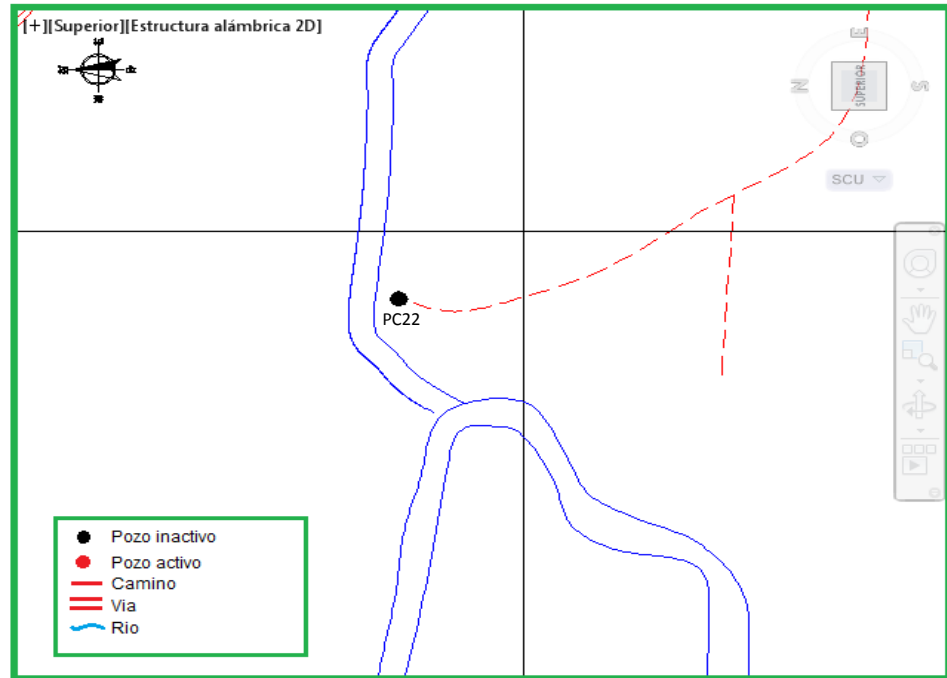 [+][Superior][Estructura alámbrica 2D]
E
N
SUPERIOR
S
O
SCU
PC22
Pozo inactivo
Pozo activo
Camino
Via
Rio